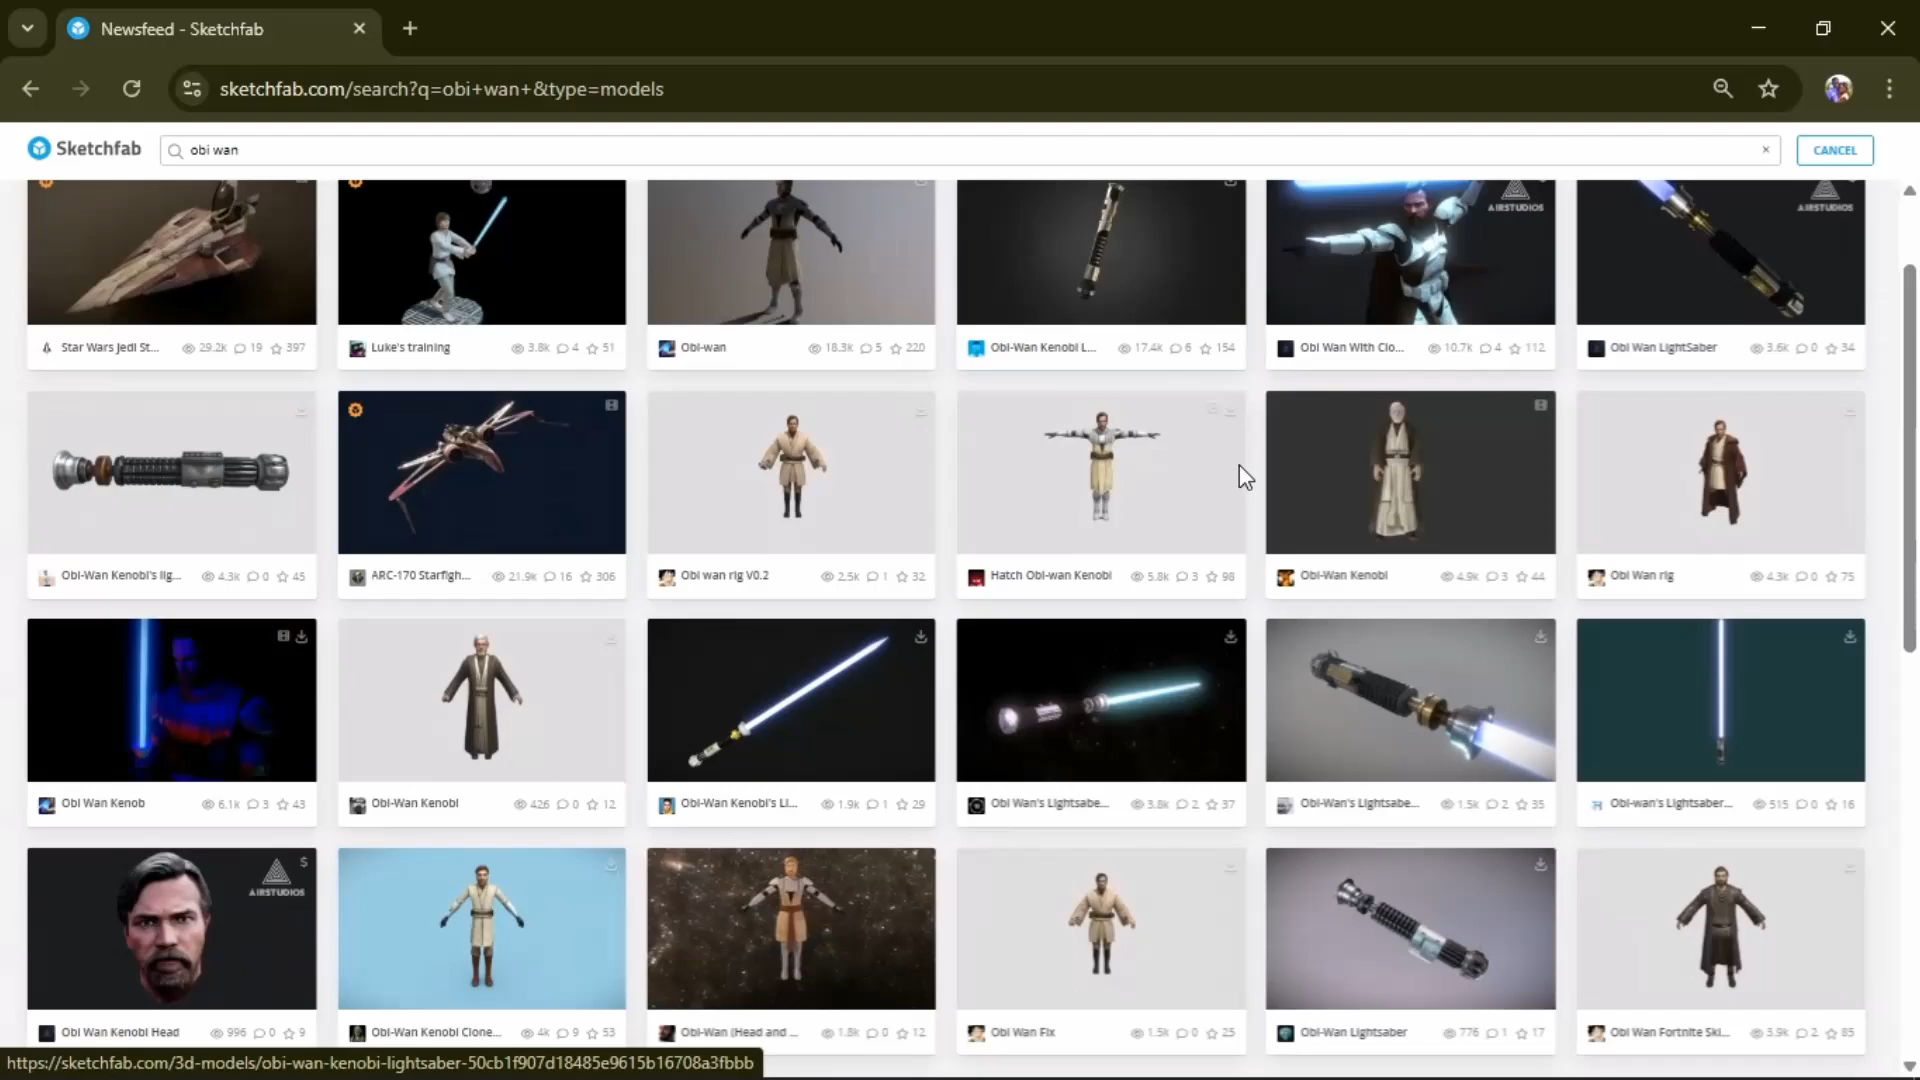 Newsfeed - Sketchfab
sketchfab.com/search?q=obi+wan+&type=models
Sketchfab
obi wan
CANCEL
AIRSTUDIOS
AIRSTUDIOS
Star Wars Jedi St... 29.2k 19 397
Luke's training 3.8k 4 51
Obi-wan 18.3k 5 220
Obi-Wan Kenobi L... 17.4k 6 154
Obi Wan With Clo... 10.7k 4 112
Obi Wan LightSaber 3.6k 0 34
Obi-Wan Kenobi's lig... 4.3k 0 45
ARC-170 Starfigh... 21.9k 16 306
Obi wan rig V0.2 2.5k 1 32
Hatch Obi-wan Kenobi 5.8k 3 98
Obi-Wan Kenobi 4.9k 3 44
Obi Wan rig 4.3k 0 75
Obi Wan Kenob 6.1k 3 43
Obi-Wan Kenobi 426 0 12
Obi-Wan Kenobi's Li... 1.9k 1 29
Obi Wan's Lightsabe... 3.8k 2 37
Obi-Wan's Lightsabe... 1.5k 2 35
Obi-wan's Lightsaber... 515 0 16
AIRSTUDIOS
$
Obi Wan Kenobi Head 996 0 9
Obi-Wan Kenobi Clone... 4k 9 53
Obi-Wan (Head and ... 1.8k 0 12
Obi Wan Fix 1.5k 0 25
Obi-Wan Lightsaber 776 1 17
Obi Wan Fortnite Ski... 3.9k 2 85
https://sketchfab.com/3d-models/obi-wan-kenobi-lightsaber-50cb1f907d18485e9615b16708a3fbbb